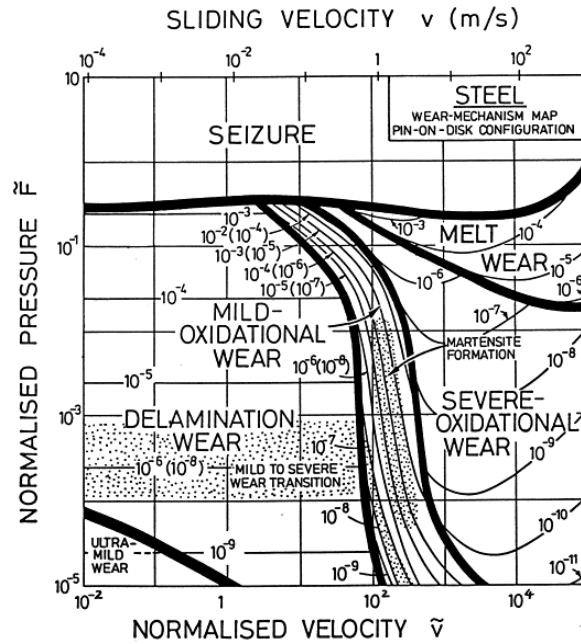 SLIDING VELOCITY v (m/s)
10⁻⁴ 10⁻² 1 10²
10
STEEL
WEAR-MECHANISM MAP
PIN-ON-DISK CONFIGURATION
SEIZURE
NORMALISED PRESSURE F̃
10⁻³
10⁻³
10⁻⁴
MELT
10⁻² (10⁻⁴)
10⁻¹
10⁻³ (10⁻⁵)
WEAR
10⁻⁵
10⁻⁴ (10⁻⁶)
10⁻⁶
10⁻⁶
10⁻⁵ (10⁻⁷)
10⁻⁴
MILD-
OXIDATIONAL
WEAR
10⁻⁷
MARTENSITE
FORMATION
10⁻⁸
10⁻⁶ (10⁻⁸)
10⁻⁵
10⁻³
DELAMINATION
WEAR
SEVERE-
OXIDATIONAL
WEAR
10⁻⁷
10⁻⁹
10⁻⁶ (10⁻⁸)
MILD TO SEVERE
WEAR TRANSITION
10⁻⁸
10⁻¹⁰
ULTRA-
MILD
WEAR
10⁻⁹
10⁻⁹
10⁻¹¹
10⁻⁵
10⁻² 1 10² 10⁴
NORMALISED VELOCITY ṽ